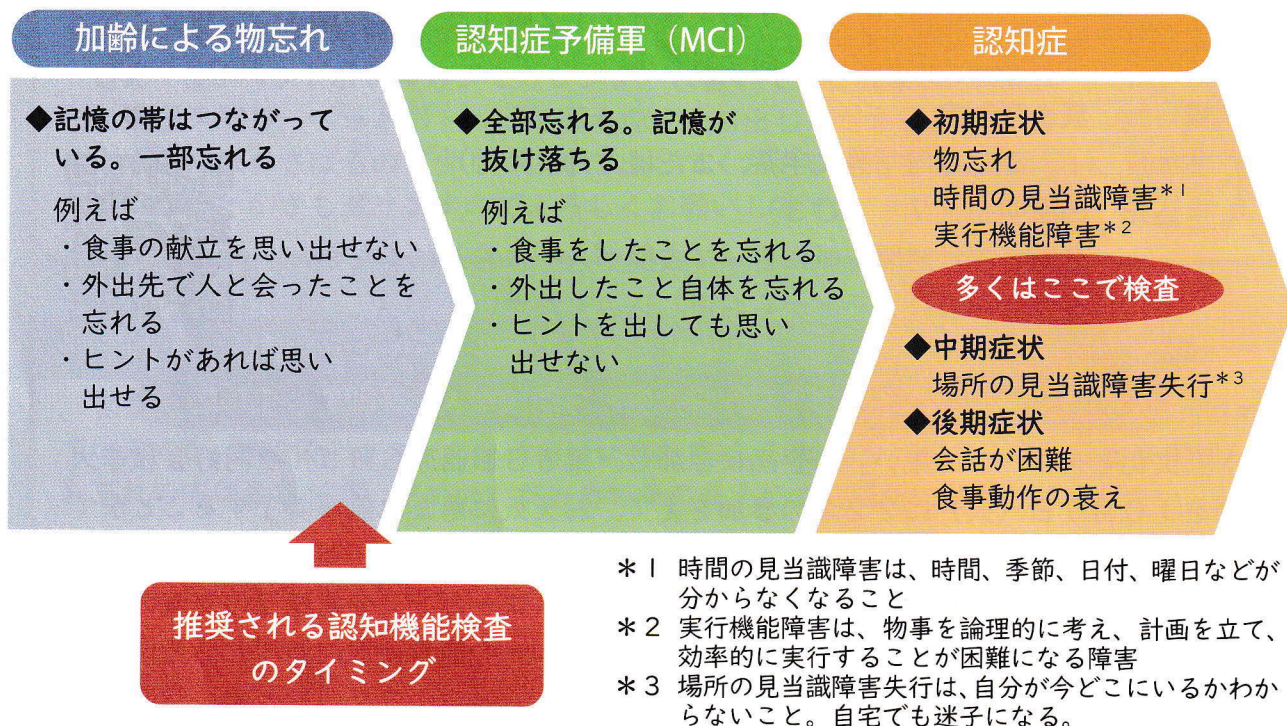 加齢による物忘れ
◆記憶の帯はつながって
いる。一部忘れる
例えば
・食事の献立を思い出せない
・外出先で人と会ったことを
忘れる
・ヒントがあれば思い
出せる
認知症予備軍（MCI）
◆全部忘れる。記憶が
抜け落ちる
例えば
・食事をしたことを忘れる
・外出したこと自体を忘れる
・ヒントを出しても思い
出せない
認知症
◆初期症状
物忘れ
時間の見当識障害＊1
実行機能障害＊2
多くはここで検査
◆中期症状
場所の見当識障害失行＊3
◆後期症状
会話が困難
食事動作の衰え
推奨される認知機能検査
のタイミング
＊1 時間の見当識障害は、時間、季節、日付、曜日などが
分からなくなること
＊2 実行機能障害は、物事を論理的に考え、計画を立て、
効率的に実行することが困難になる障害
＊3 場所の見当識障害失行は、自分が今どこにいるかわか
らないこと。自宅でも迷子になる。